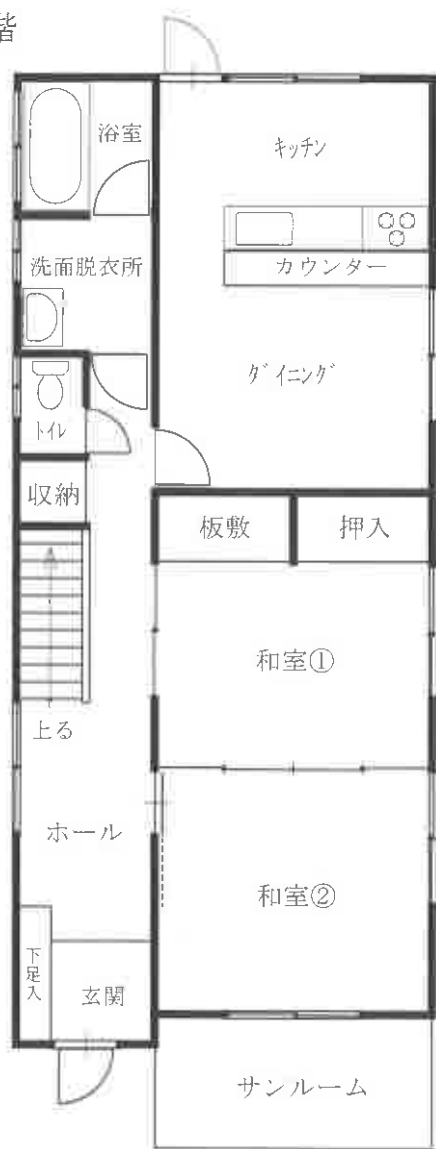 階
浴室
キッチン
洗面脱衣所
カウンター
ダイニング
トイレ
収納
板敷
押入
和室①
上る
ホール
和室②
下足入
玄関
サンルーム